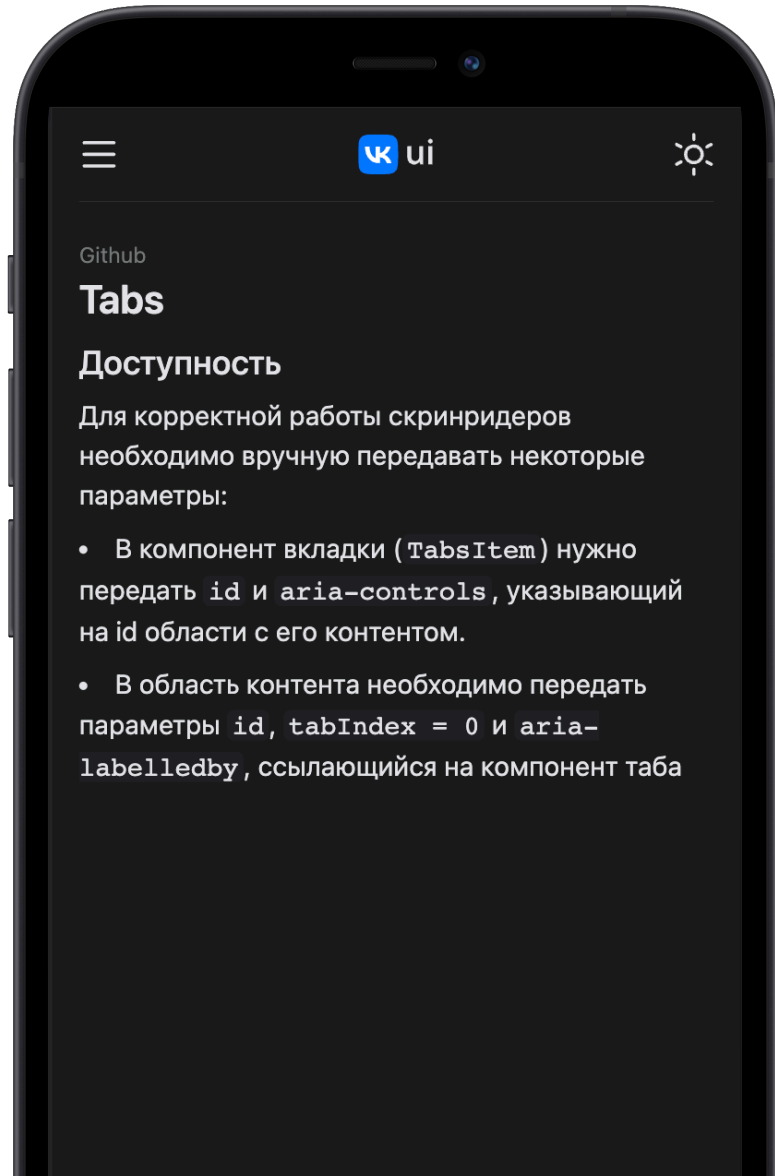 VK ui
Github
Tabs
Доступность
Для корректной работы скринридеров
необходимо вручную передавать некоторые
параметры:
• В компонент вкладки (TabsItem) нужно
передать id и aria-controls, указывающий
на id области с его контентом.
• В область контента необходимо передать
параметры id, tabIndex = 0 и aria-
labelledby, ссылающийся на компонент таба